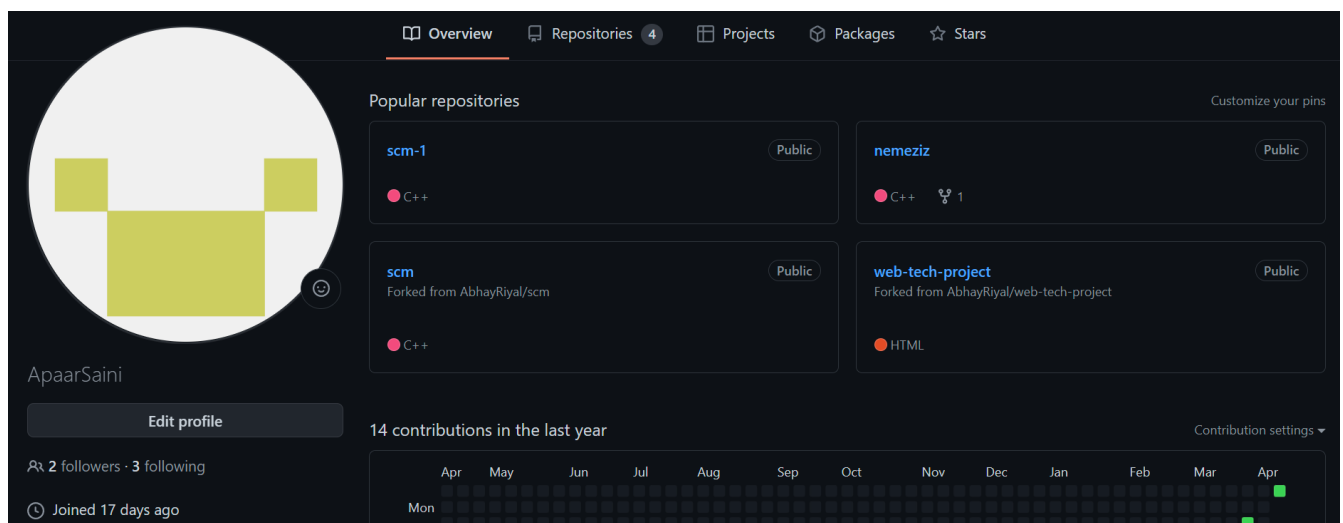 Overview Repositories 4 Projects Packages Stars
Popular repositories Customize your pins
scm-1 Public
C++
nemeziz Public
C++ 1
scm Public
Forked from AbhayRiyal/scm
C++
web-tech-project Public
Forked from AbhayRiyal/web-tech-project
HTML
ApaarSaini
Edit profile
2 followers · 3 following
Joined 17 days ago
14 contributions in the last year Contribution settings
Apr May Jun Jul Aug Sep Oct Nov Dec Jan Feb Mar Apr
Mon